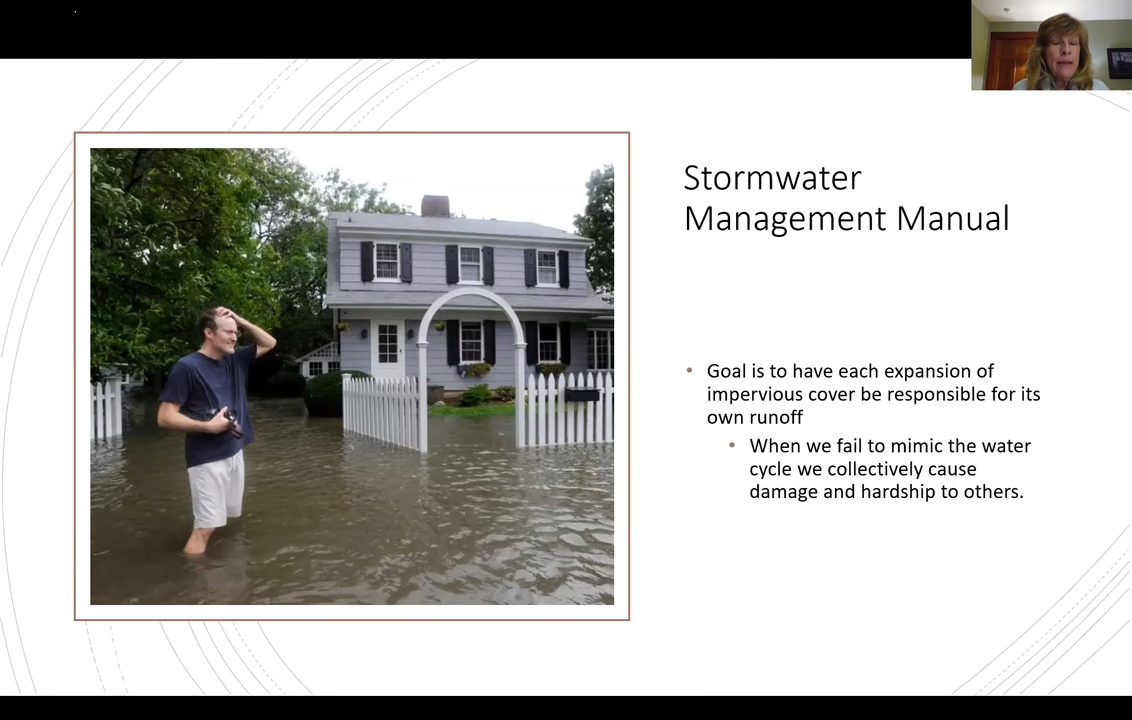 Stormwater
Management Manual
• Goal is to have each expansion of
impervious cover be responsible for its
own runoff
• When we fail to mimic the water
cycle we collectively cause
damage and hardship to others.